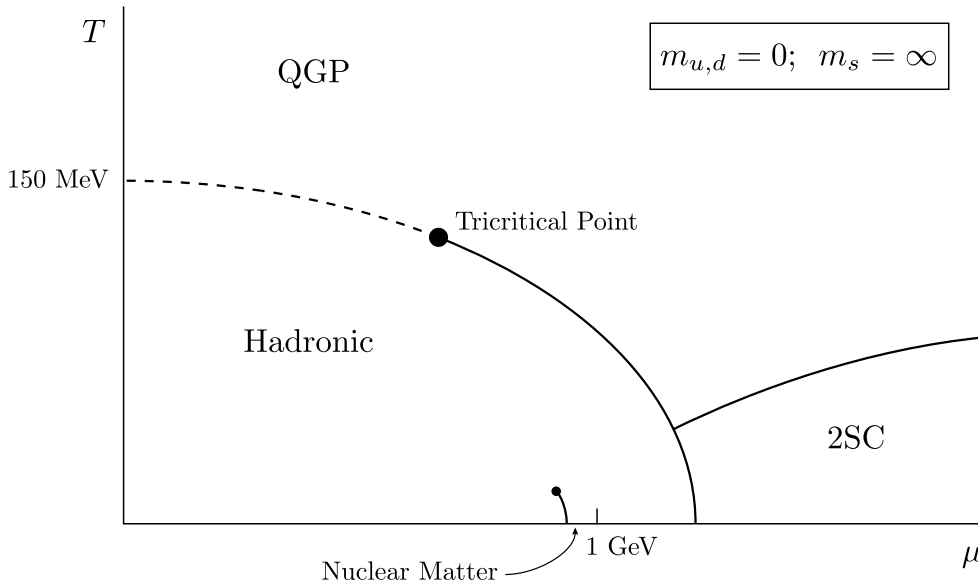 T
QGP
m_{u,d} = 0; m_s = ∞
150 MeV
Tricritical Point
Hadronic
2SC
1 GeV
μ
Nuclear Matter